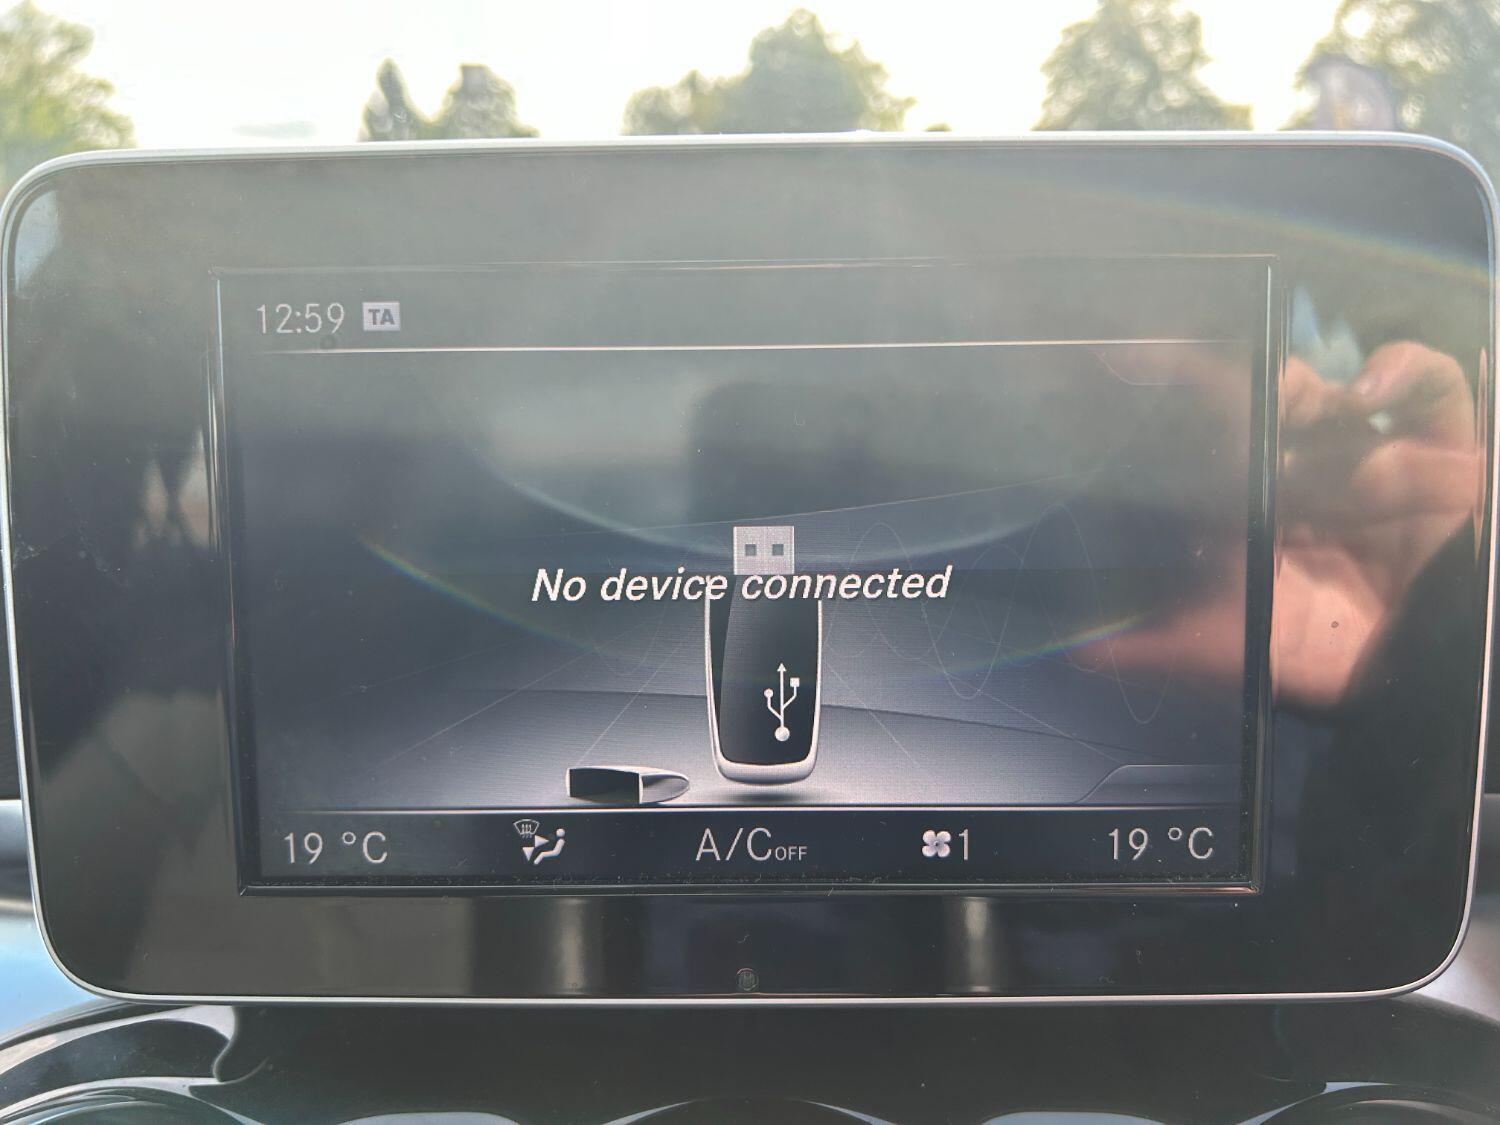 12:59 TA
No device connected
19 °C A/C OFF 1 19 °C